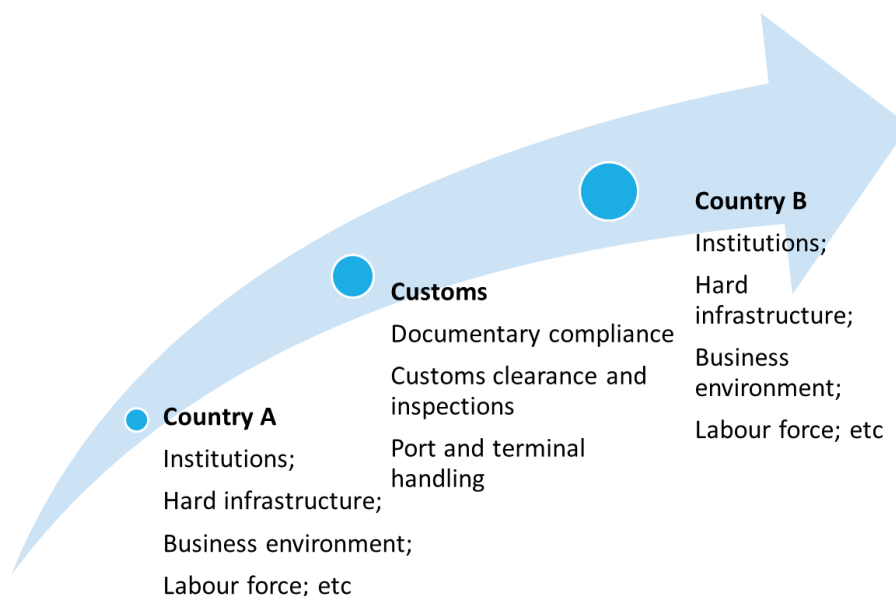 Country A
Institutions;
Hard infrastructure;
Business environment;
Labour force; etc
Customs
Documentary compliance
Customs clearance and
inspections
Port and terminal
handling
Country B
Institutions;
Hard
infrastructure;
Business
environment;
Labour force; etc